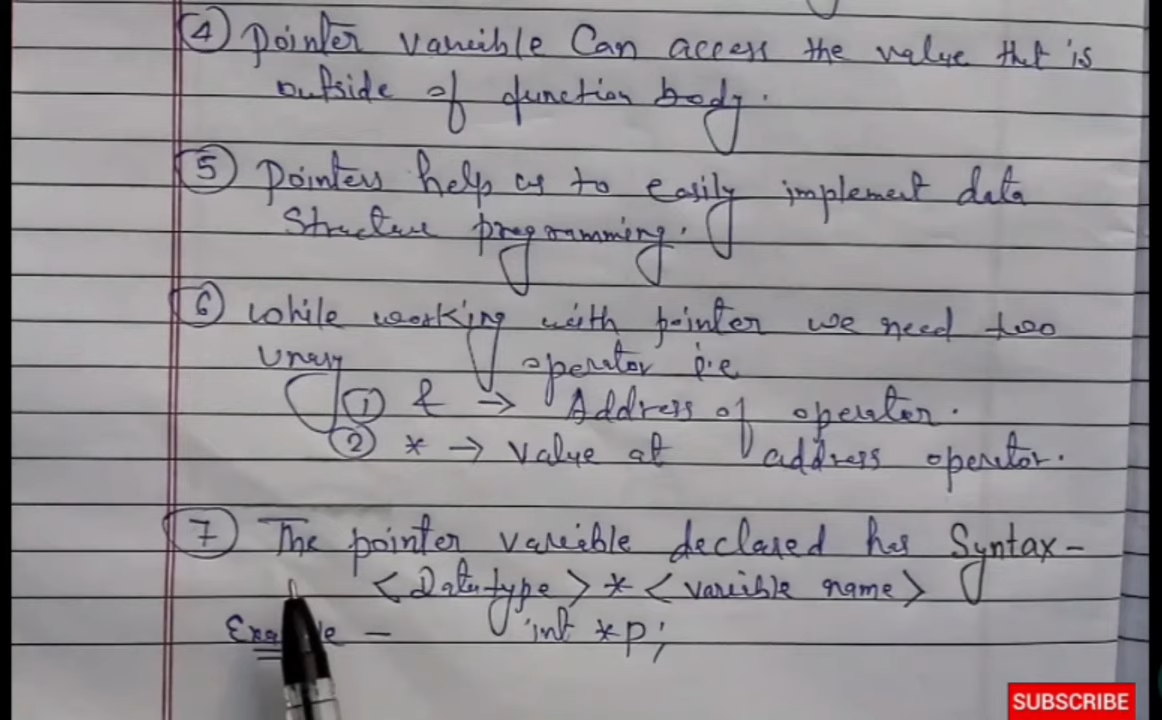 ④ Pointer variable Can access the value that is
outside of function body.
⑤ Pointers help us to easily implement data
Structure programming.
⑥ while working with pointer we need two
Unary operator i.e
① & → Address of operator.
② * → value at address operator.
⑦ The pointer variable declared has Syntax -
<Datatype> * <variable name>
Example - int *p;
SUBSCRIBE